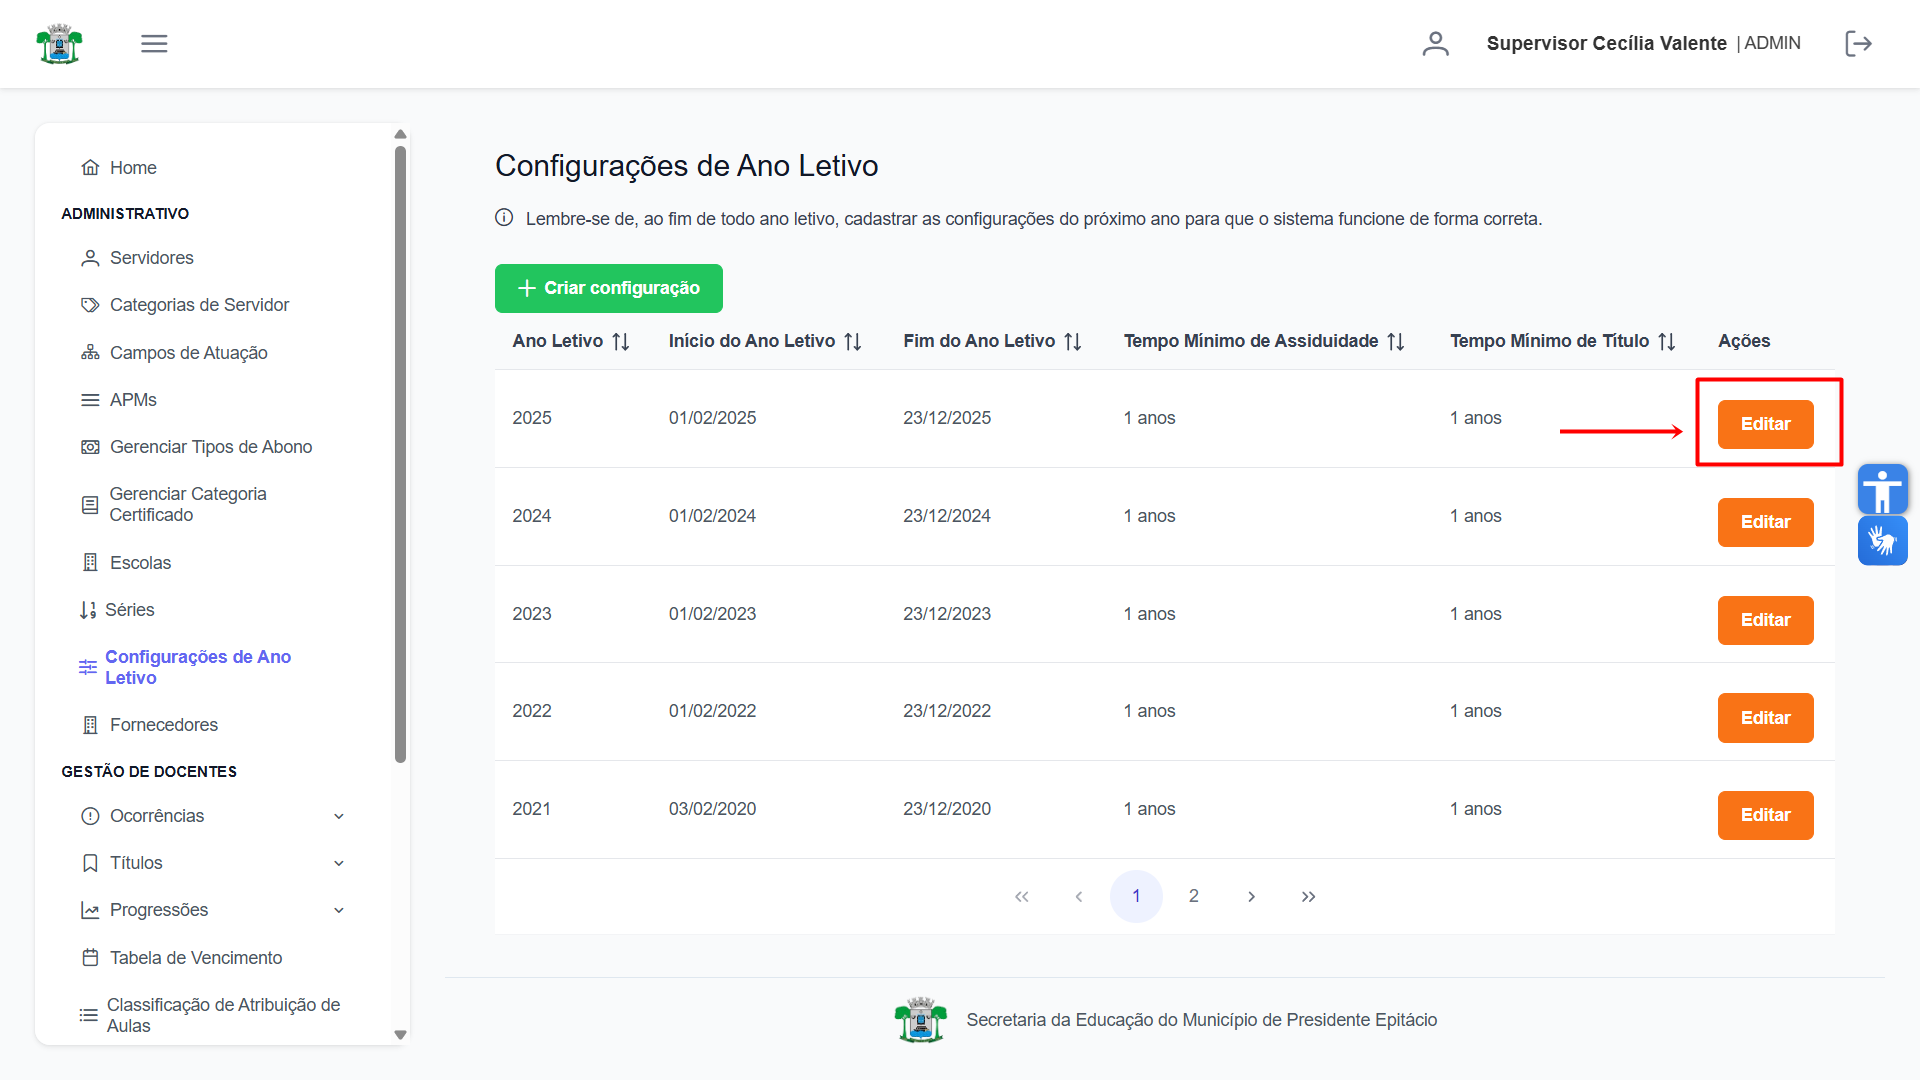 Supervisor Cecília Valente | ADMIN
Home
ADMINISTRATIVO
Servidores
Categorias de Servidor
Campos de Atuação
APMs
Gerenciar Tipos de Abono
Gerenciar Categoria
Certificado
Escolas
Séries
Configurações de Ano
Letivo
Fornecedores
GESTÃO DE DOCENTES
Ocorrências
Títulos
Progressões
Tabela de Vencimento
Classificação de Atribuição de
Aulas
Configurações de Ano Letivo
Lembre-se de, ao fim de todo ano letivo, cadastrar as configurações do próximo ano para que o sistema funcione de forma correta.
Criar configuração
Ano Letivo Início do Ano Letivo Fim do Ano Letivo Tempo Mínimo de Assiduidade Tempo Mínimo de Título Ações
2025 01/02/2025 23/12/2025 1 anos 1 anos Editar
2024 01/02/2024 23/12/2024 1 anos 1 anos Editar
2023 01/02/2023 23/12/2023 1 anos 1 anos Editar
2022 01/02/2022 23/12/2022 1 anos 1 anos Editar
2021 03/02/2020 23/12/2020 1 anos 1 anos Editar
1 2
Secretaria da Educação do Município de Presidente Epitácio